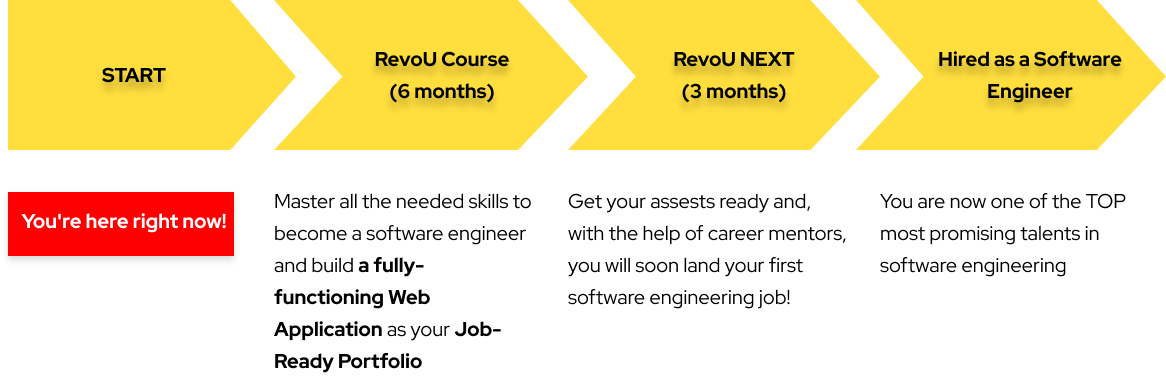 START
RevoU Course
(6 months)
RevoU NEXT
(3 months)
Hired as a Software
Engineer
You're here right now!
Master all the needed skills to
become a software engineer
and build a fully-
functioning Web
Application as your Job-
Ready Portfolio
Get your assests ready and,
with the help of career mentors,
you will soon land your first
software engineering job!
You are now one of the TOP
most promising talents in
software engineering